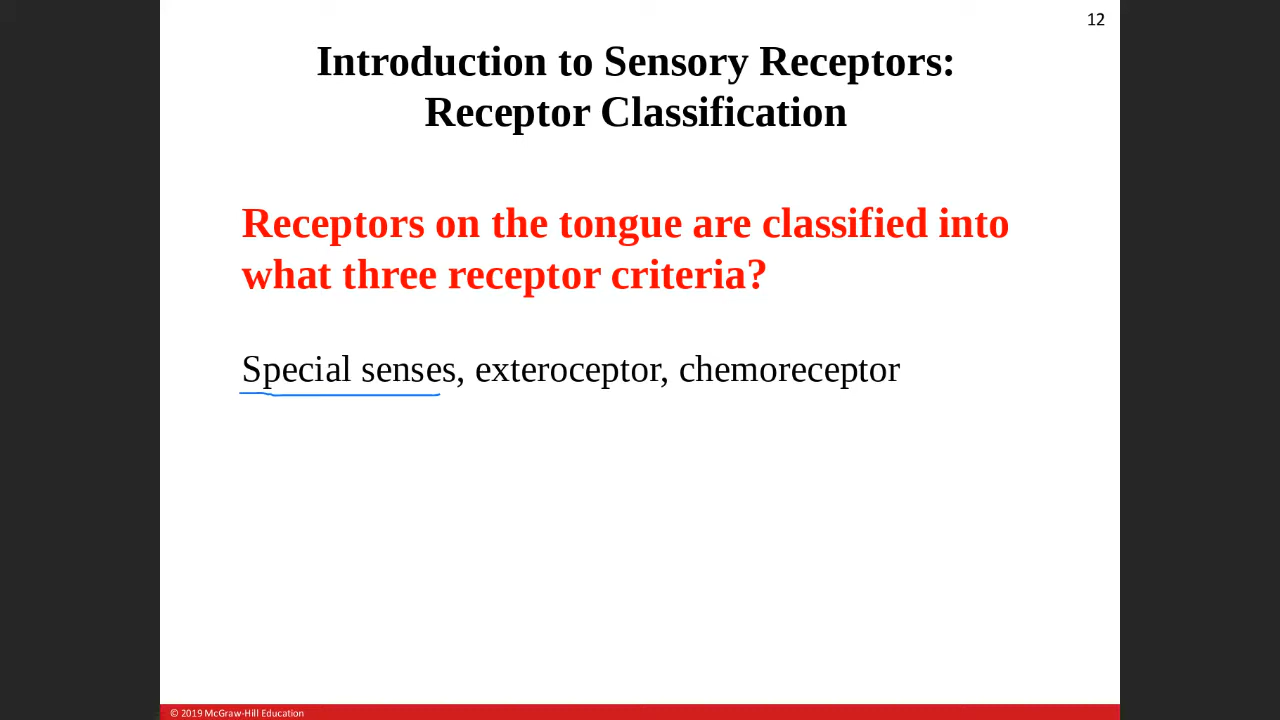 12
Introduction to Sensory Receptors:
Receptor Classification
Receptors on the tongue are classified into
what three receptor criteria?
Special senses, exteroceptor, chemoreceptor
© 2019 McGraw-Hill Education